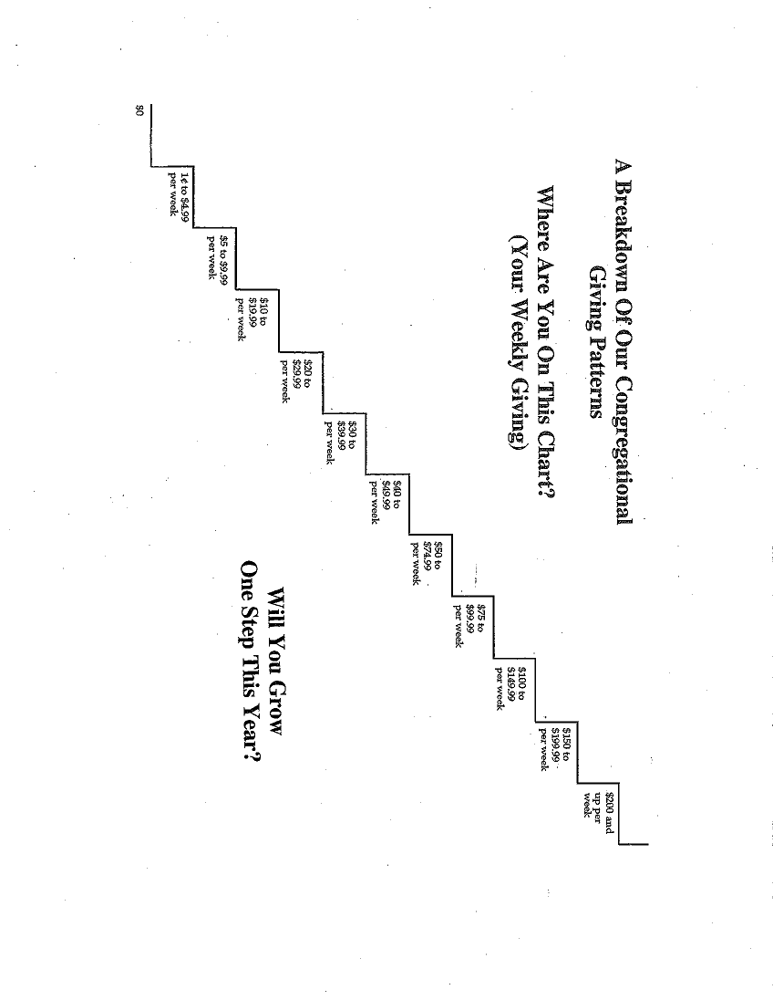 A Breakdown Of Our Congregational
Giving Patterns
Where Are You On This Chart?
(Your Weekly Giving)
$0
1¢ to $4.99
per week
$5 to $9.99
per week
$10 to
$19.99
per week
$20 to
$29.99
per week
$30 to
$39.99
per week
$40 to
$49.99
per week
$50 to
$74.99
per week
$75 to
$99.99
per week
$100 to
$149.99
per week
$150 to
$199.99
per week
$200 and
up per
week
Will You Grow
One Step This Year?